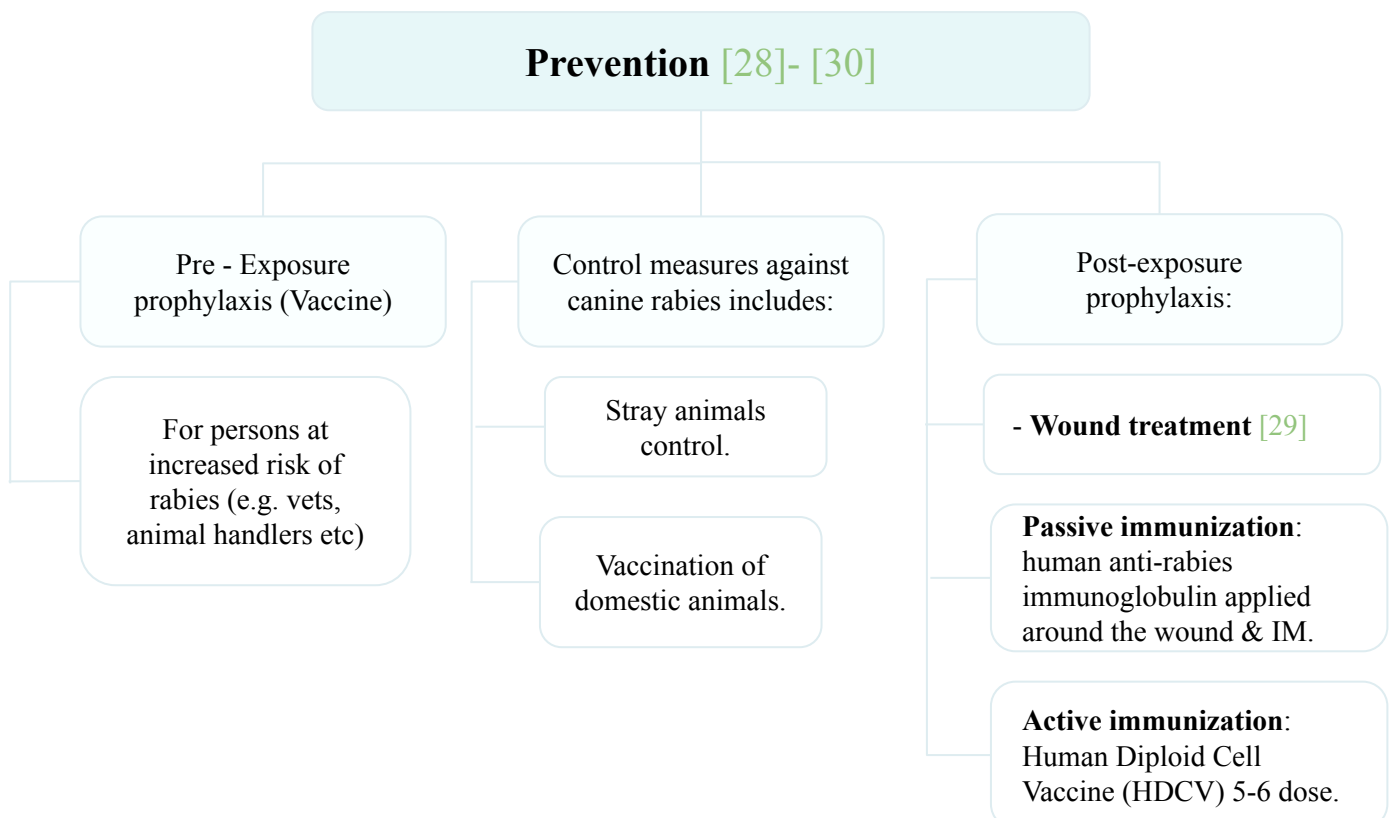 Prevention [28]- [30]
Pre - Exposure
prophylaxis (Vaccine)
For persons at
increased risk of
rabies (e.g. vets,
animal handlers etc)
Control measures against
canine rabies includes:
Stray animals
control.
Vaccination of
domestic animals.
Post-exposure
prophylaxis:
- Wound treatment [29]
Passive immunization:
human anti-rabies
immunoglobulin applied
around the wound & IM.
Active immunization:
Human Diploid Cell
Vaccine (HDCV) 5-6 dose.